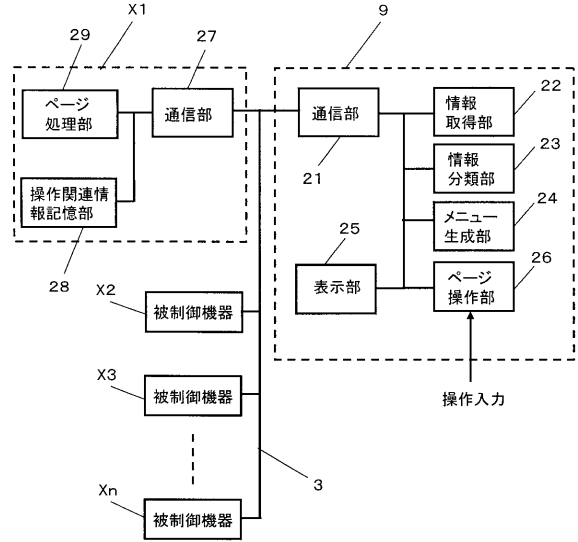 X1
29
27
9
ページ
処理部
通信部
操作関連情
報記憶部
28
通信部
21
情報
取得部
22
情報
分類部
23
メニュー
生成部
24
25
表示部
ページ
操作部
26
操作入力
X2
被制御機器
X3
被制御機器
Xn
被制御機器
3